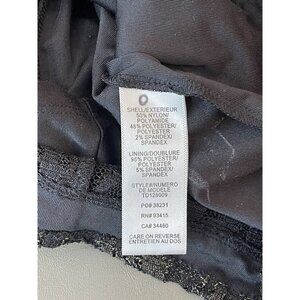 0
SHELL/EXTERIEUR
50% NYLON/
POLYAMIDE
48% POLYESTER/
POLYESTER
2% SPANDEX/
SPANDEX
LINING/DOUBLURE
95% POLYESTER/
POLYESTER
5% SPANDEX/
SPANDEX
STYLE#/NUMERO
DE MODELE
TD128009
PO# 38231
RN# 93415
CA# 34460
CARE ON REVERSE
ENTRETIEN AU DOS